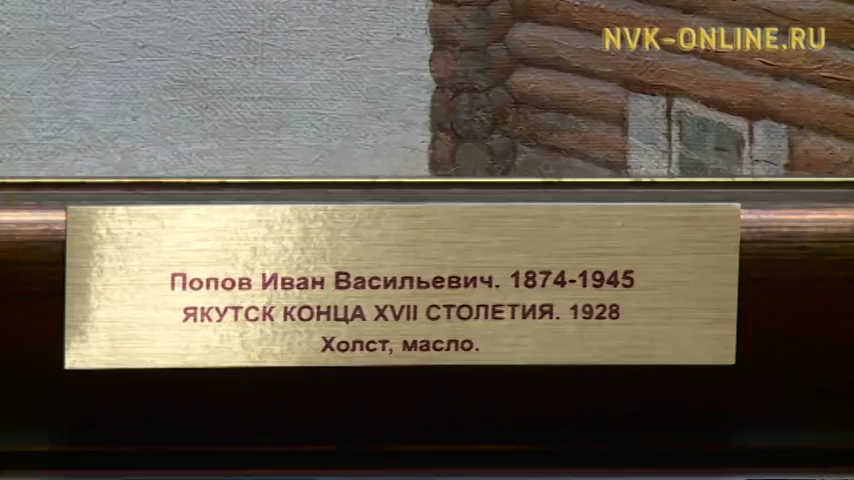 NVK-ONLINE.RU
Попов Иван Васильевич. 1874-1945
ЯКУТСК КОНЦА XVII СТОЛЕТИЯ. 1928
Холст, масло.